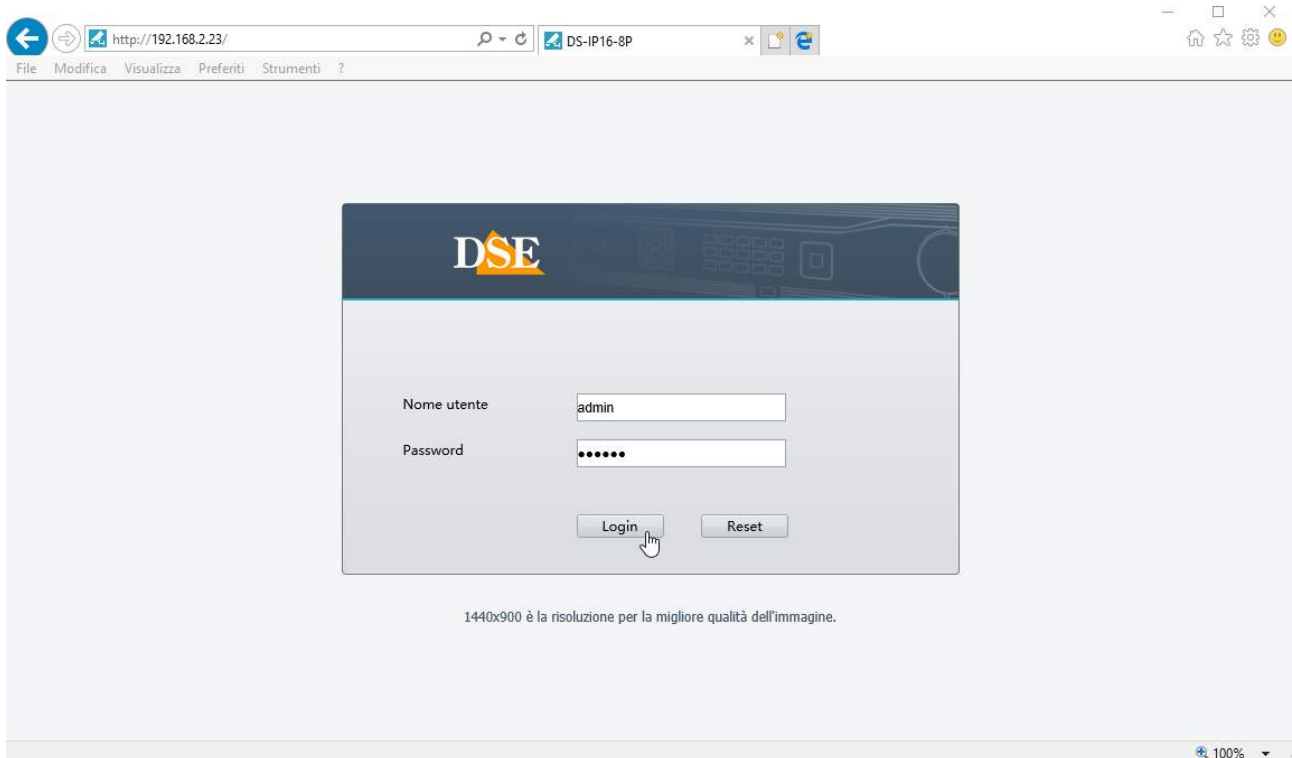 http://192.168.2.23/
DS-IP16-8P
File Modifica Visualizza Preferiti Strumenti ?
DSE
Nome utente
admin
Password
••••••
Login
Reset
1440x900 è la risoluzione per la migliore qualità dell'immagine.
100%